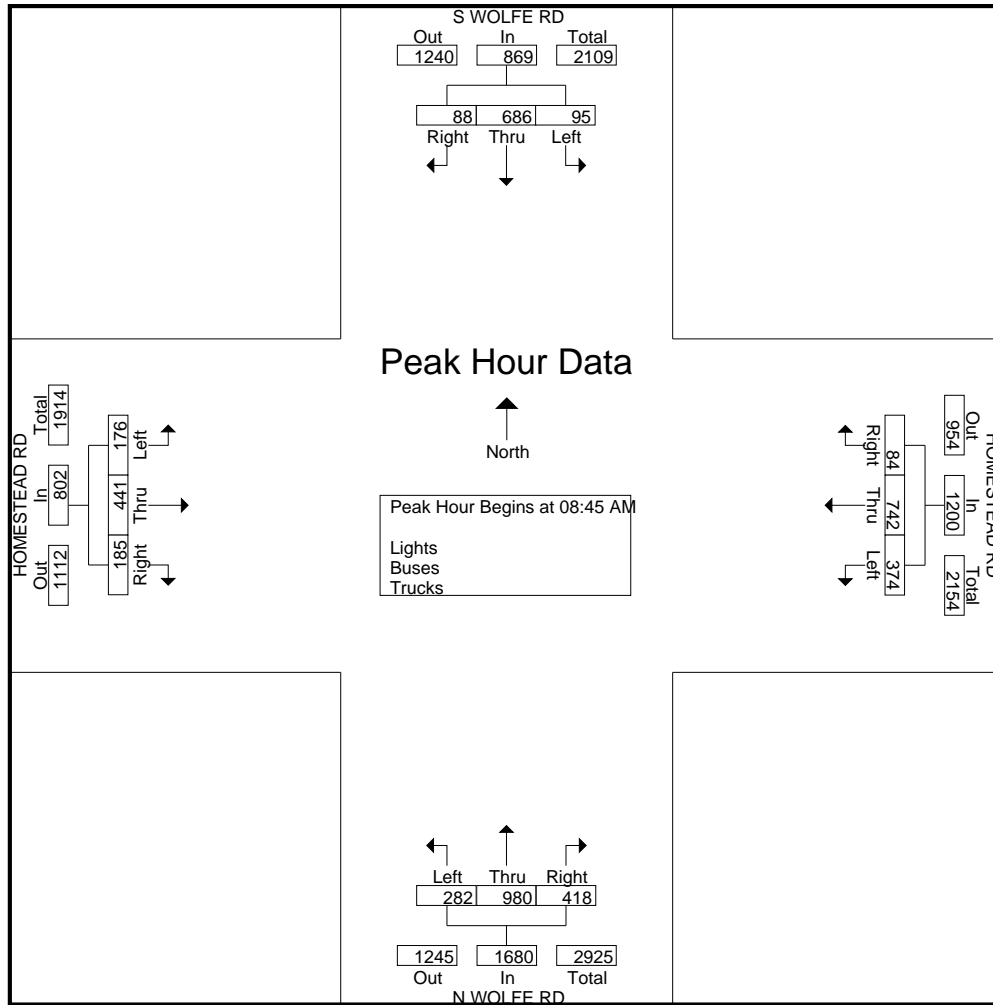 S WOLFE RD
Out In Total
1240 869 2109
88 686 95
Right Thru Left
Peak Hour Data
North
Peak Hour Begins at 08:45 AM
Lights
Buses
Trucks
HOMESTEAD RD
Out In Total
1112 802 1914
185 441 176
Right Thru Left
HOMESTEAD RD
Out In Total
954 1200 2154
84 742 374
Right Thru Left
Left Thru Right
282 980 418
1245 1680 2925
Out In Total
N WOLFE RD